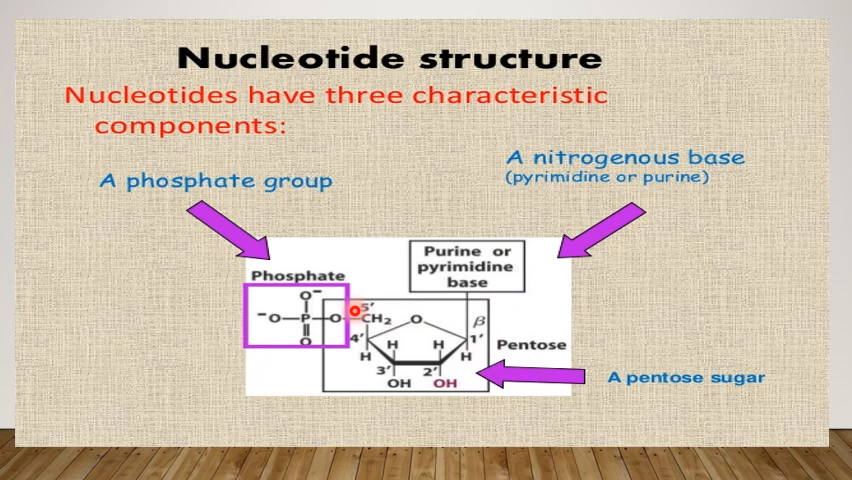 Nucleotide structure
Nucleotides have three characteristic
components:
A nitrogenous base
(pyrimidine or purine)
A phosphate group
Purine or
pyrimidine
base
Phosphate
O⁻
5′
⁻O—P—O—CH₂
O
β
O
4′
1′
H
H
H
H
Pentose
3′
2′
OH
OH
A pentose sugar